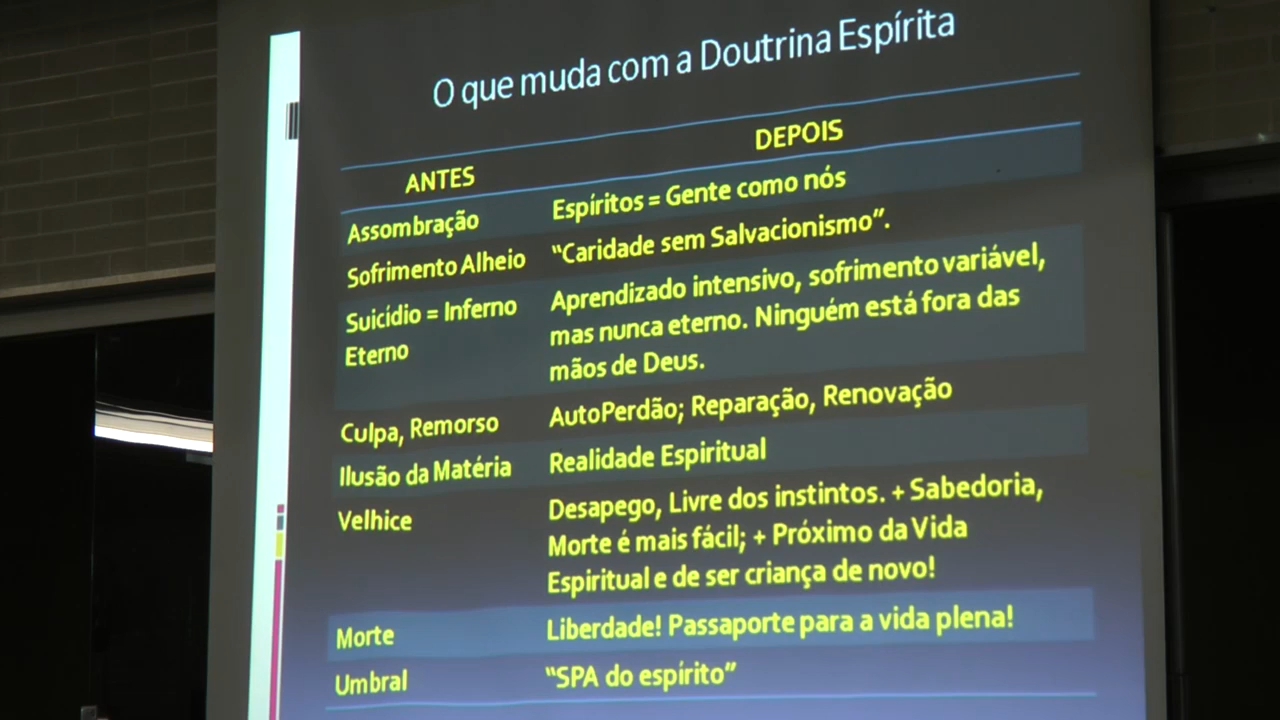 O que muda com a Doutrina Espírita
ANTES DEPOIS
Assombração Espíritos = Gente como nós
Sofrimento Alheio “Caridade sem Salvacionismo”.
Suicídio = Inferno Aprendizado intensivo, sofrimento variável,
Eterno mas nunca eterno. Ninguém está fora das
mãos de Deus.
Culpa, Remorso AutoPerdão; Reparação, Renovação
Ilusão da Matéria Realidade Espiritual
Velhice Desapego, Livre dos instintos. + Sabedoria,
Morte é mais fácil; + Próximo da Vida
Espiritual e de ser criança de novo!
Morte Liberdade! Passaporte para a vida plena!
Umbral “SPA do espírito”